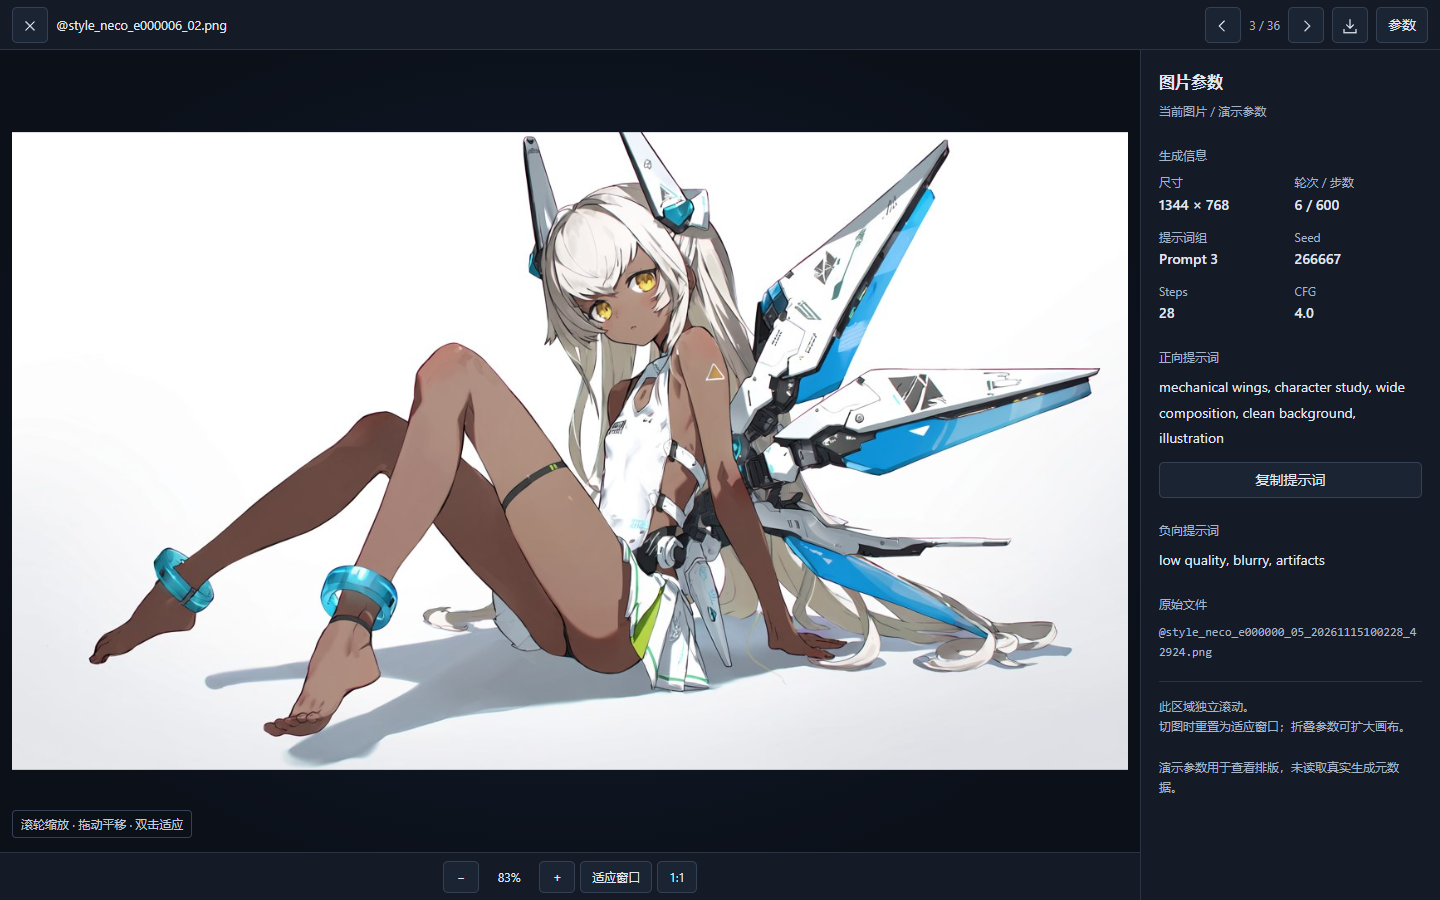 @style_neco_e000006_02.png
3 / 36
参数
图片参数
当前图片 / 演示参数
生成信息
尺寸
轮次 / 步数
1344 × 768
6 / 600
提示词组
Seed
Prompt 3
266667
Steps
CFG
28
4.0
正向提示词
mechanical wings, character study, wide
composition, clean background,
illustration
复制提示词
负向提示词
low quality, blurry, artifacts
原始文件
@style_neco_e000000_05_20261115100228_4
2924.png
此区域独立滚动。
切图时重置为适应窗口；折叠参数可扩大画布。
演示参数用于查看排版，未读取真实生成元数
据。
滚轮缩放 · 拖动平移 · 双击适应
−
83%
+
适应窗口
1:1